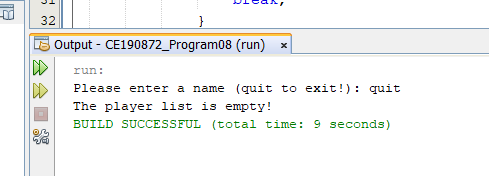 31
break;
32
}
Output - CE190872_Program08 (run) ×
run:
Please enter a name (quit to exit!): quit
The player list is empty!
BUILD SUCCESSFUL (total time: 9 seconds)